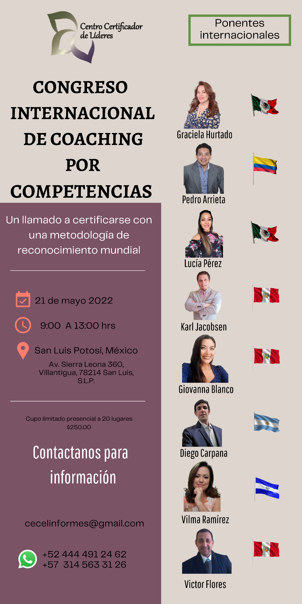 Centro Certificador
de Líderes
CONGRESO
INTERNACIONAL
DE COACHING
POR
COMPETENCIAS
Un llamado a certificarse con
una metodología de
reconocimiento mundial
21 de mayo 2022
9:00 A 13:00 hrs
San Luis Potosí, México
Av. Sierra Leona 360,
Villantigua, 78214 San Luis,
S.L.P.
Cupo limitado presencial a 20 lugares
$250.00
Contactanos para
información
cecelinformes@gmail.com
+52 444 491 24 62
+57 314 563 31 26
Ponentes
internacionales
Graciela Hurtado
Pedro Arrieta
Lucía Pérez
Karl Jacobsen
Giovanna Blanco
Diego Carpana
Vilma Ramírez
Victor Flores